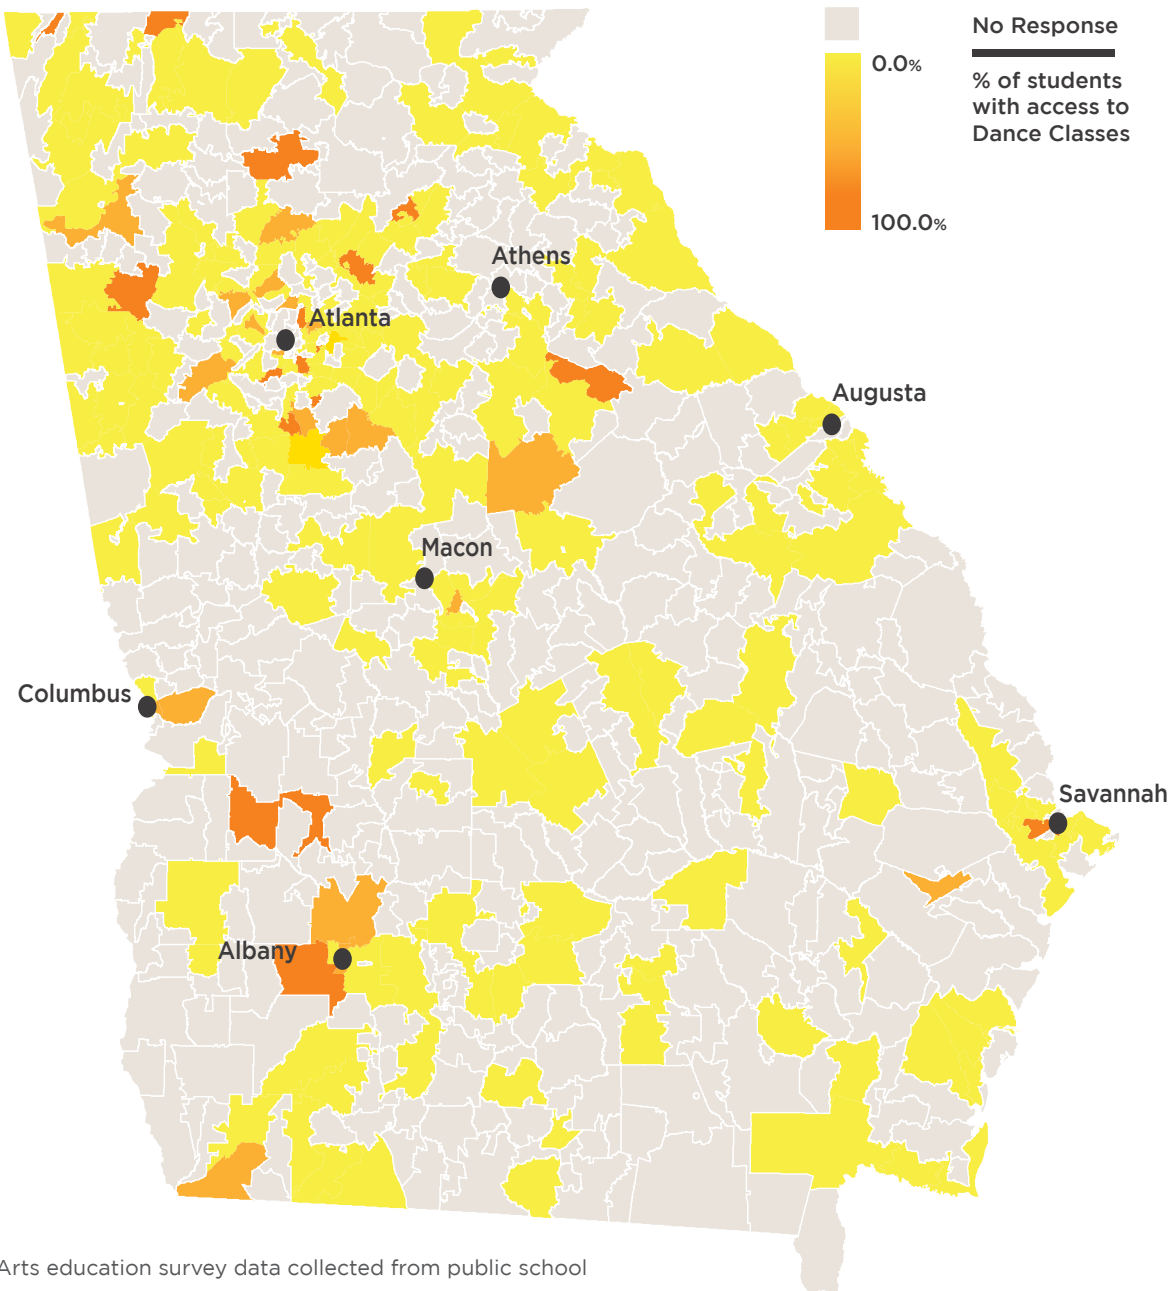 No Response
0.0%
% of students
with access to
Dance Classes
100.0%
Athens
Atlanta
Augusta
Macon
Columbus
Savannah
Albany
Arts education survey data collected from public school